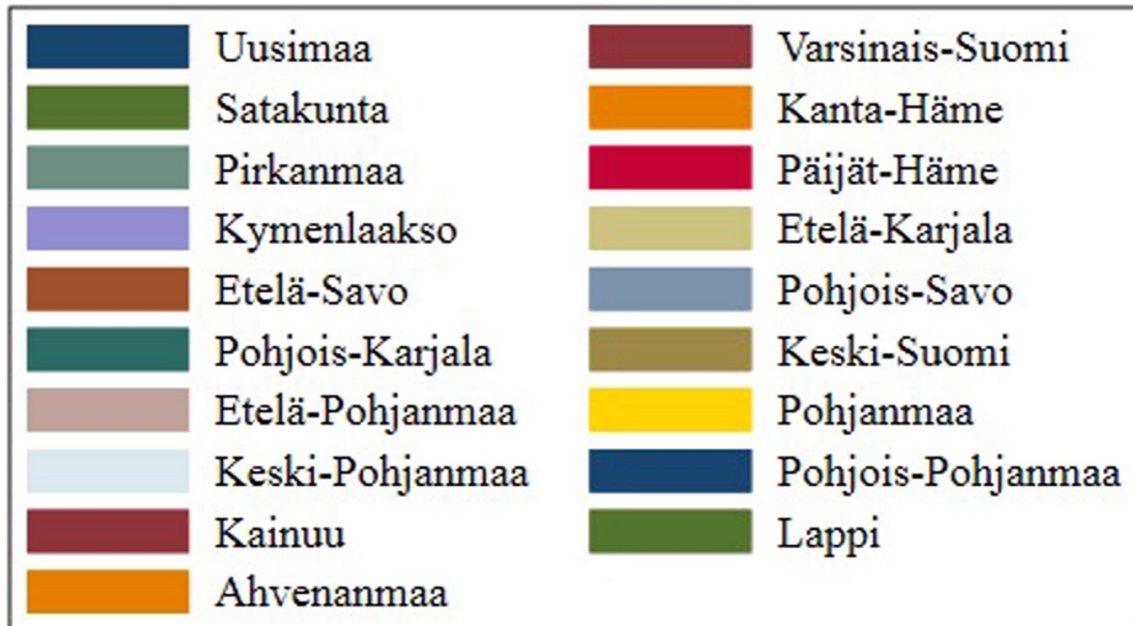 Uusimaa
Varsinais-Suomi
Satakunta
Kanta-Häme
Pirkanmaa
Päijät-Häme
Kymenlaakso
Etelä-Karjala
Etelä-Savo
Pohjois-Savo
Pohjois-Karjala
Keski-Suomi
Etelä-Pohjanmaa
Pohjanmaa
Keski-Pohjanmaa
Pohjois-Pohjanmaa
Kainuu
Lappi
Ahvenanmaa